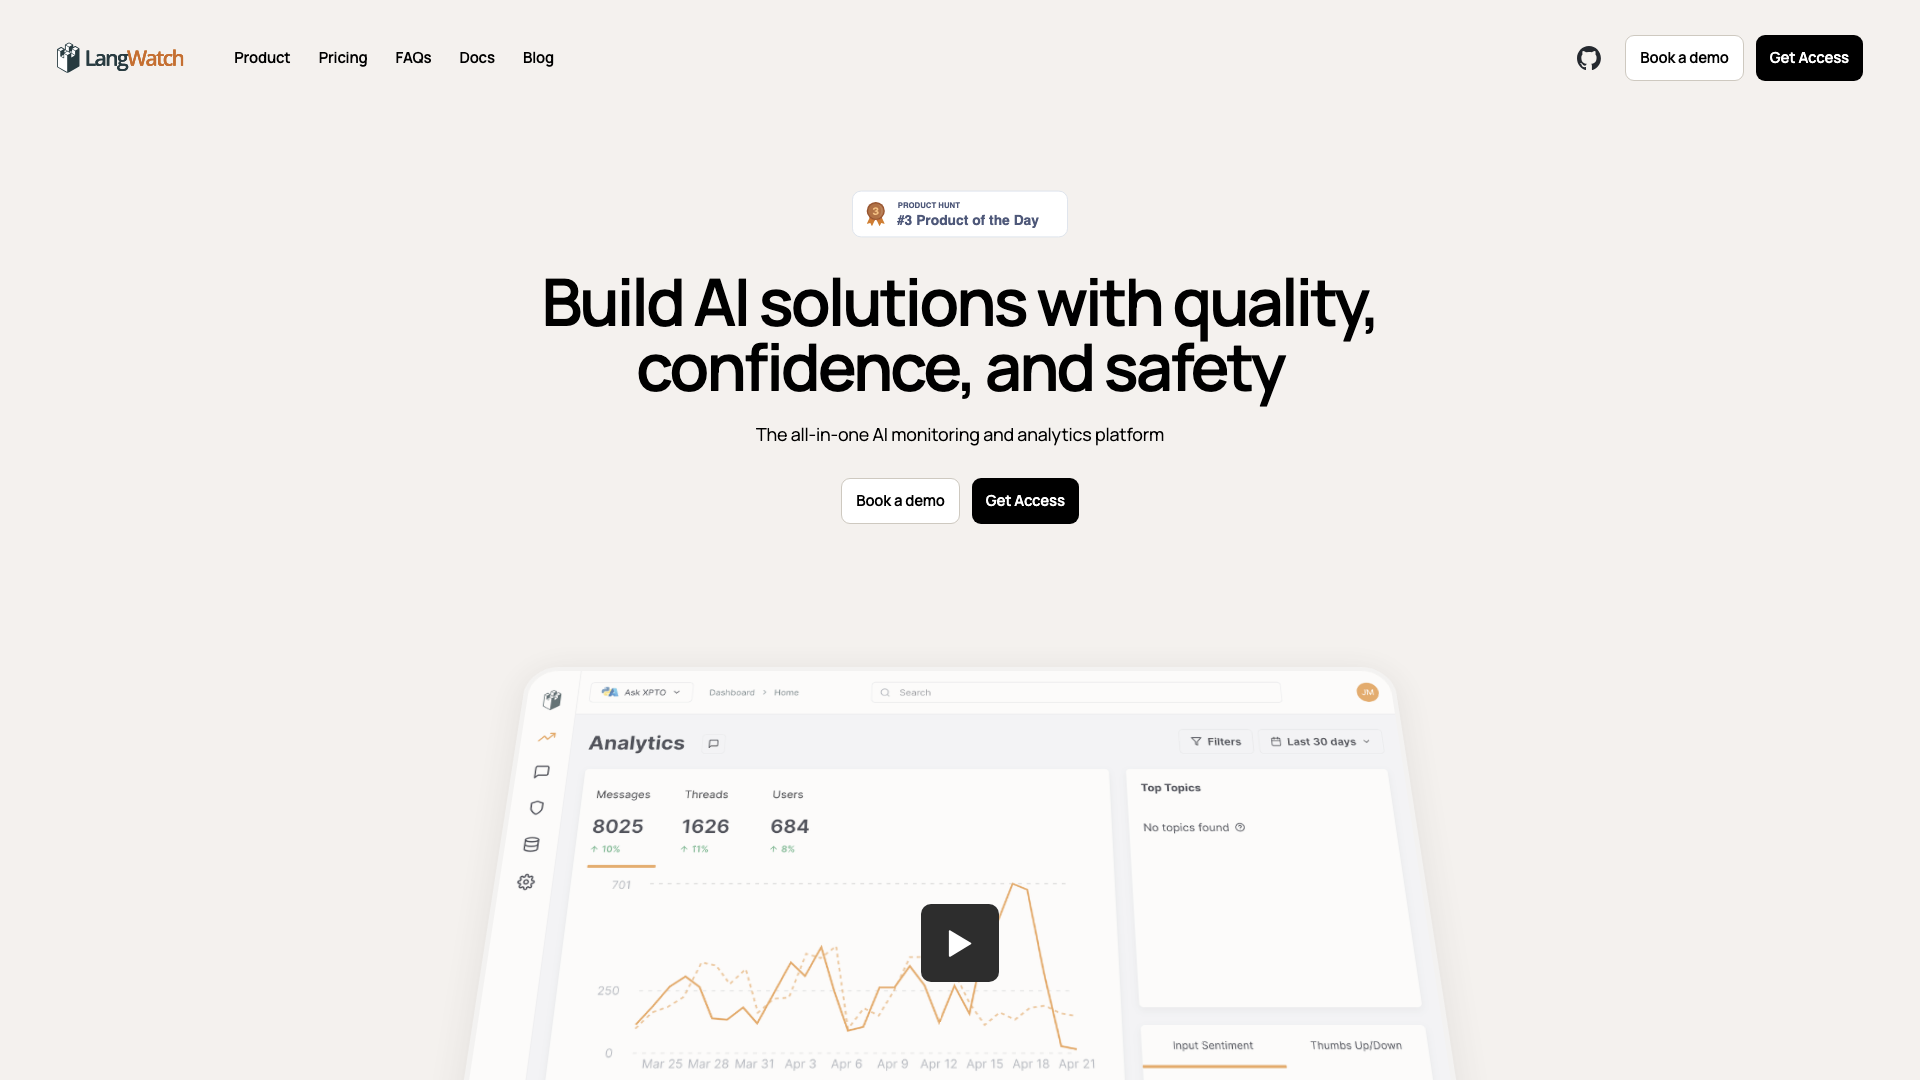 LangWatch
Product
Pricing
FAQs
Docs
Blog
Book a demo
Get Access
3
PRODUCT HUNT
#3 Product of the Day
Build AI solutions with quality,
confidence, and safety
The all-in-one AI monitoring and analytics platform
Book a demo
Get Access
Ask XPTO
Dashboard > Home
Search
JM
Analytics
Filters
Last 30 days
Messages
Threads
Users
8025
1626
684
↑ 10%
↑ 11%
↑ 8%
Top Topics
No topics found
701
250
0
Mar 25 Mar 28 Mar 31 Apr 3 Apr 6 Apr 9 Apr 12 Apr 15 Apr 18 Apr 21
Input Sentiment
Thumbs Up/Down